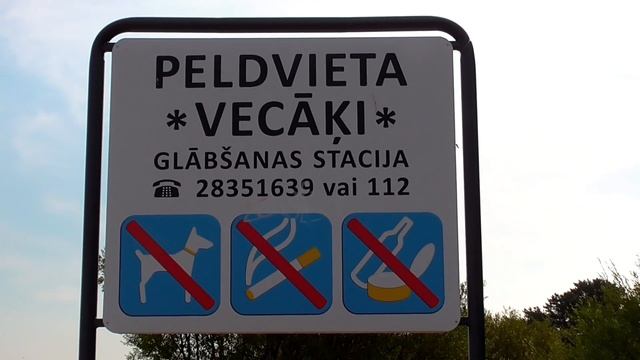 PELDVIETA
*VECĀĶI*
GLĀBŠANAS STACIJA
☎ 28351639 vai 112